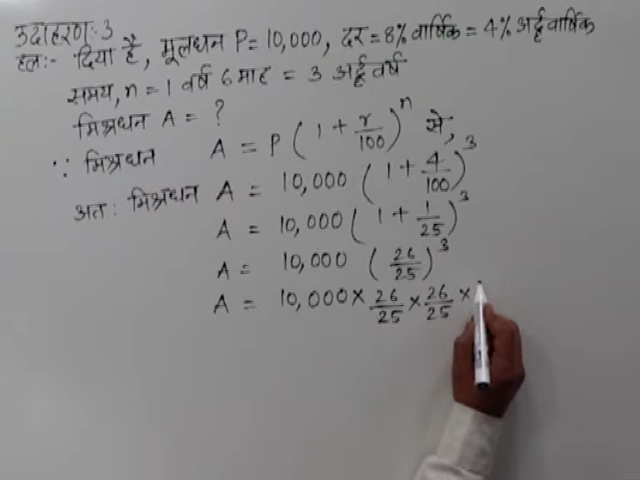 उदाहरण:3
हल:- दिया है, मूलधन P = 10,000, दर = 8% वार्षिक = 4% अर्द्धवार्षिक
समय, n = 1 वर्ष 6 माह = 3 अर्द्धवर्ष
मिश्रधन A = ?
∵ मिश्रधन A = P (1 + r/100)^n से,
अत: मिश्रधन A = 10,000 (1 + 4/100)^3
A = 10,000 (1 + 1/25)^3
A = 10,000 (26/25)^3
A = 10,000 × 26/25 × 26/25 ×